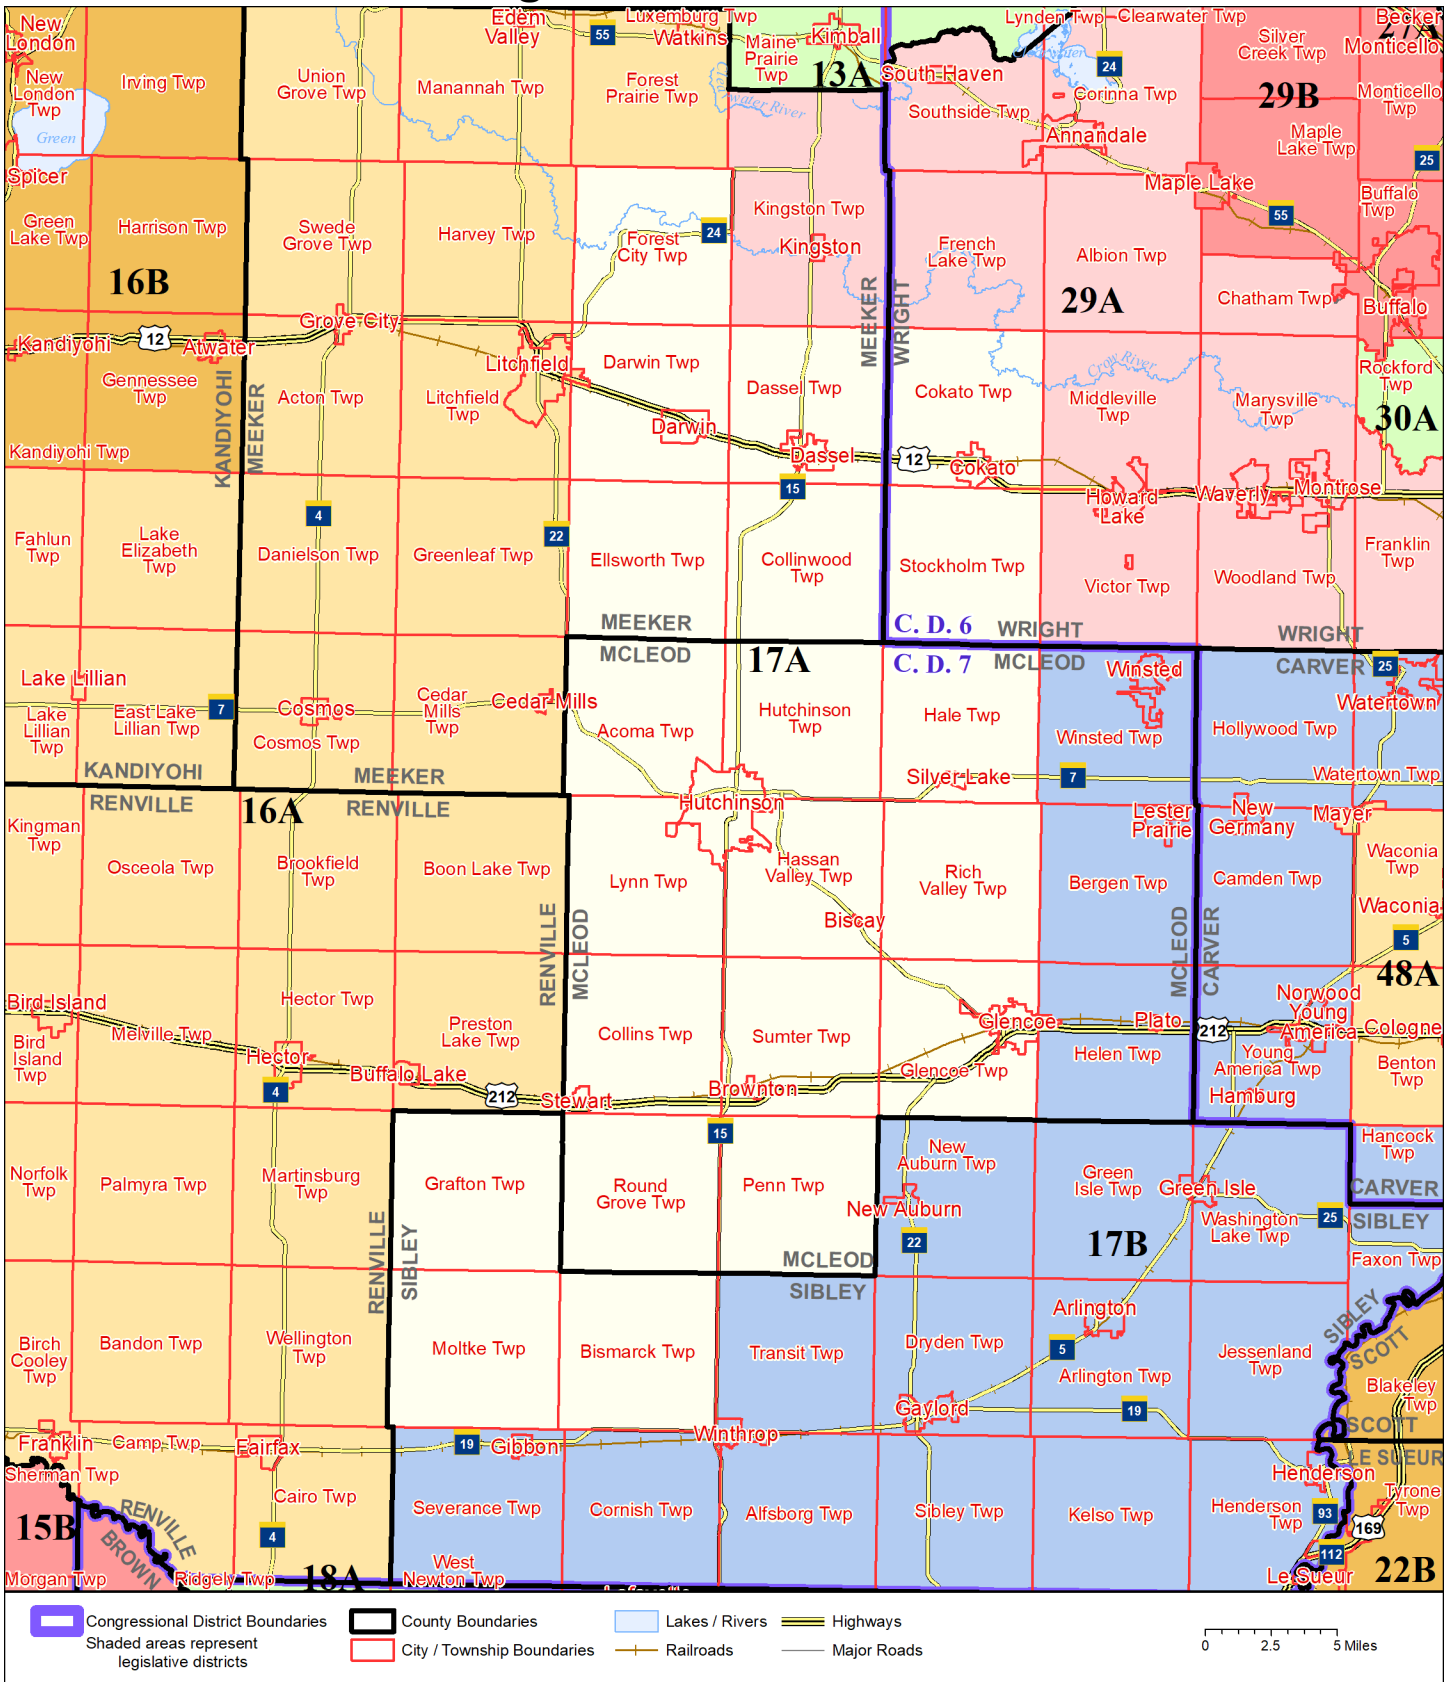 New
London
Edem
Valley
55
Luxemburg Twp
Watkins
Maine
Prairie
Twp
Kimball
13A
Lynden Twp
Clearwater Twp
Becker
27A
Monticello
New
London
Twp
Irving Twp
Union
Grove Twp
Manannah Twp
Forest
Prairie Twp
South Haven
24
Silver
Creek Twp
Southside Twp
Corinna Twp
29B
Monticello
Twp
Green
Annandale
Maple
Lake Twp
25
Spicer
Maple Lake
Buffalo
Twp
Green
Lake Twp
Harrison Twp
Swede
Grove Twp
Harvey Twp
Forest
City Twp
24
Kingston Twp
Kingston
French
Lake Twp
Albion Twp
55
16B
MEEKER
WRIGHT
29A
Chatham Twp
Buffalo
Grove City
Kandiyohi
12
Atwater
Litchfield
Darwin Twp
Crow River
Rockford
Twp
Gennessee
Twp
KANDIYOHI
MEEKER
Acton Twp
Litchfield
Twp
Dassel Twp
Cokato Twp
Middleville
Twp
Marysville
Twp
30A
Kandiyohi Twp
Darwin
Dassel
12
Cokato
15
Howard
Lake
Waverly
Montrose
4
22
Fahlun
Twp
Lake
Elizabeth
Twp
Danielson Twp
Greenleaf Twp
Ellsworth Twp
Collinwood
Twp
Stockholm Twp
Victor Twp
Woodland Twp
Franklin
Twp
MEEKER
MCLEOD
C. D. 6
WRIGHT
C. D. 7
MCLEOD
WRIGHT
CARVER
17A
25
Winsted
Watertown
Lake Lillian
Lake
Lillian
Twp
East Lake
Lillian Twp
7
Cosmos
Cosmos Twp
Cedar
Mills
Twp
Cedar Mills
Acoma Twp
Hutchinson
Twp
Hale Twp
Winsted Twp
Hollywood Twp
KANDIYOHI
RENVILLE
MEEKER
RENVILLE
Silver Lake
7
Watertown Twp
16A
Hutchinson
Lester
Prairie
New
Germany
Mayer
Kingman
Twp
Osceola Twp
Brookfield
Twp
Boon Lake Twp
Lynn Twp
Hassan
Valley Twp
Rich
Valley Twp
Bergen Twp
Camden Twp
Waconia
Twp
RENVILLE
MCLEOD
Biscay
MCLEOD
CARVER
Waconia
5
48A
Bird Island
Hector Twp
Norwood
Young
America
Melville Twp
Preston
Lake Twp
Collins Twp
Sumter Twp
Glencoe
Plato
212
Cologne
Bird
Island
Twp
Hector
Helen Twp
Young
America Twp
Benton
Twp
4
Buffalo Lake
212
Stewart
Brownton
Glencoe Twp
Hamburg
15
Hancock
Twp
Norfolk
Twp
Palmyra Twp
Martinsburg
Twp
Grafton Twp
Round
Grove Twp
Penn Twp
New
Auburn Twp
Green
Isle Twp
Green Isle
CARVER
New Auburn
Washington
Lake Twp
25
SIBLEY
RENVILLE
SIBLEY
22
17B
Faxon Twp
MCLEOD
SIBLEY
Arlington
SIBLEY
SCOTT
Birch
Cooley
Twp
Bandon Twp
Wellington
Twp
Moltke Twp
Bismarck Twp
Transit Twp
Dryden Twp
5
Arlington Twp
Jessenland
Twp
Blakeley
Twp
Gaylord
19
SCOTT
LE SUEUR
Franklin
Camp Twp
Fairfax
19
Gibbon
Winthrop
Sherman Twp
Henderson
Cairo Twp
Severance Twp
Cornish Twp
Alfsborg Twp
Sibley Twp
Kelso Twp
Henderson
Twp
93
Tyrone
Twp
169
15B
RENVILLE
BROWN
4
112
Morgan Twp
Ridgely Twp
18A
West
Newton Twp
Le Sueur
22B
Congressional District Boundaries
County Boundaries
Lakes / Rivers
Highways
Shaded areas represent
legislative districts
City / Township Boundaries
Railroads
Major Roads
0 2.5 5 Miles